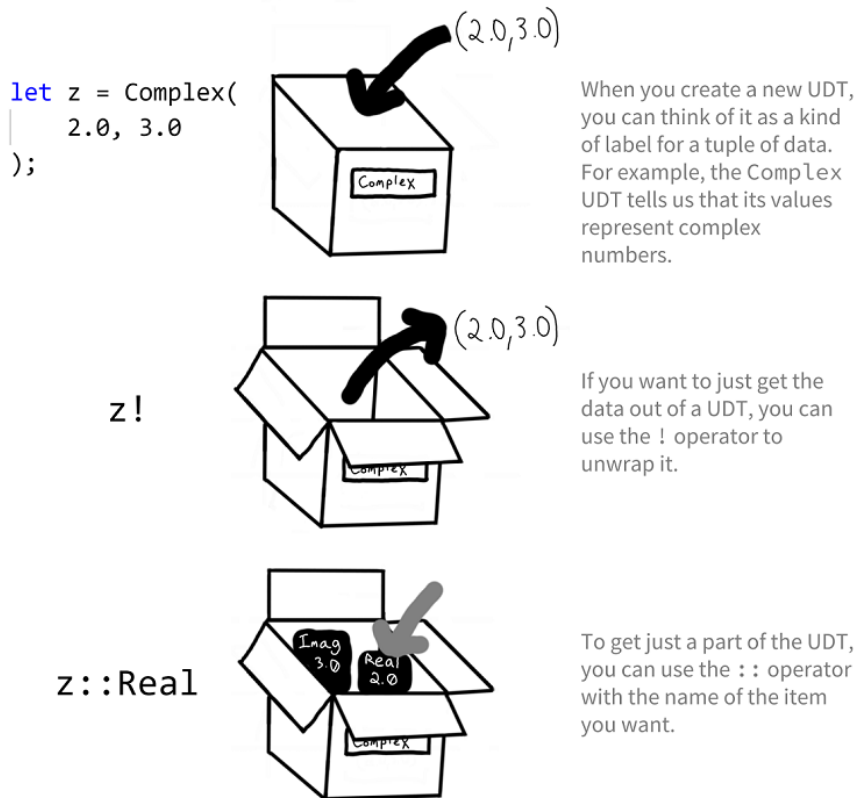 let z = Complex(
2.0, 3.0
);
(2.0,3.0)
Complex
When you create a new UDT,
you can think of it as a kind
of label for a tuple of data.
For example, the Complex
UDT tells us that its values
represent complex
numbers.
z!
(2.0,3.0)
Complex
If you want to just get the
data out of a UDT, you can
use the ! operator to
unwrap it.
z::Real
Imag
3.0
Real
2.0
Complex
To get just a part of the UDT,
you can use the :: operator
with the name of the item
you want.